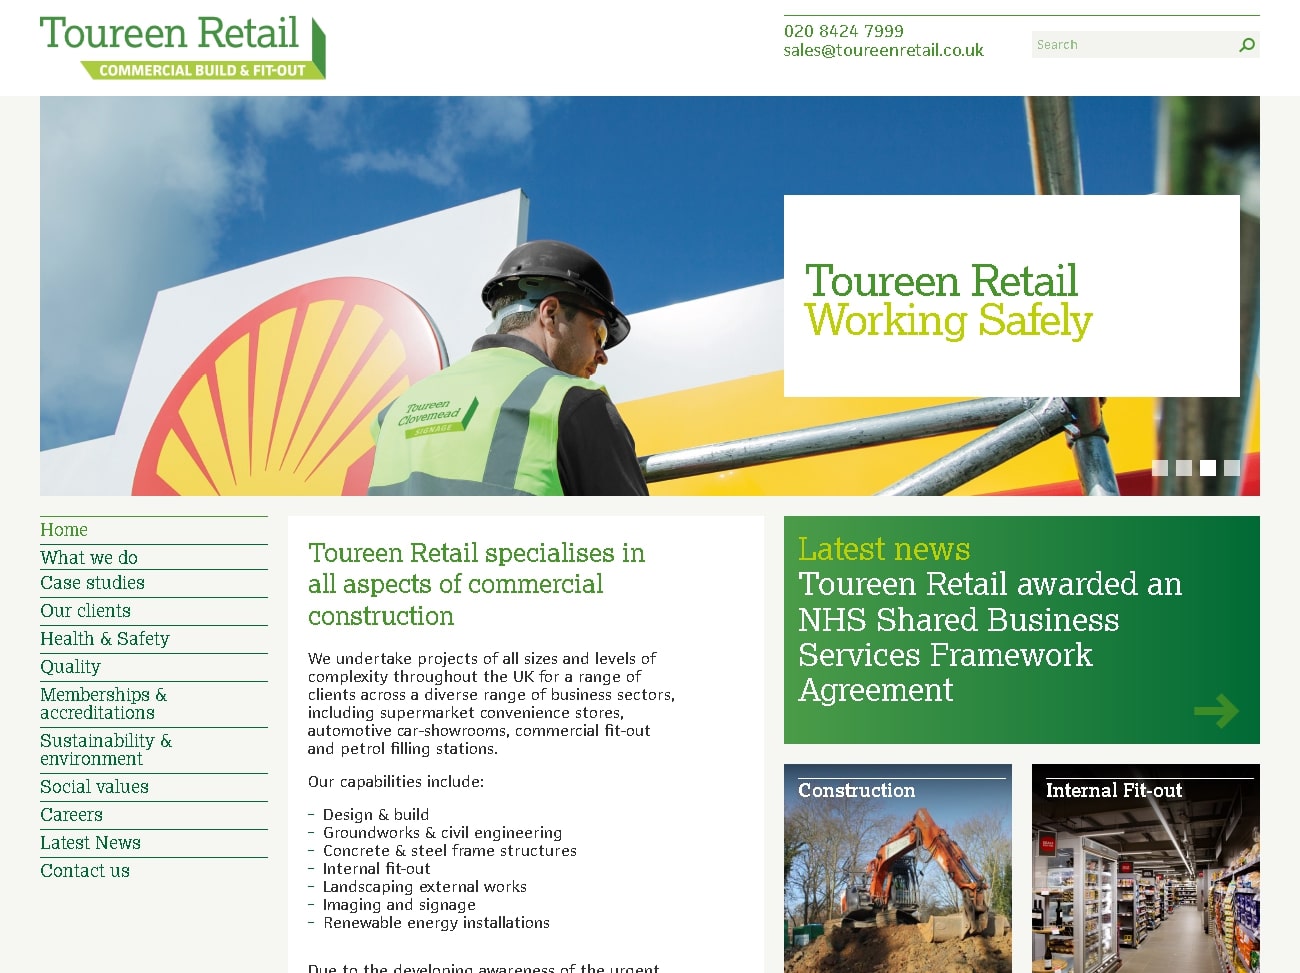 Toureen Retail
COMMERCIAL BUILD & FIT-OUT
020 8424 7999
sales@toureenretail.co.uk
Search
Toureen Retail
Working Safely
Toureen
Clovemead
SIGNAGE
Home
What we do
Case studies
Our clients
Health & Safety
Quality
Memberships &
accreditations
Sustainability &
environment
Social values
Careers
Latest News
Contact us
Toureen Retail specialises in
all aspects of commercial
construction
We undertake projects of all sizes and levels of
complexity throughout the UK for a range of
clients across a diverse range of business sectors,
including supermarket convenience stores,
automotive car-showrooms, commercial fit-out
and petrol filling stations.
Our capabilities include:
– Design & build
– Groundworks & civil engineering
– Concrete & steel frame structures
– Internal fit-out
– Landscaping external works
– Imaging and signage
– Renewable energy installations
Due to the developing awareness of the urgent
Latest news
Toureen Retail awarded an
NHS Shared Business
Services Framework
Agreement
Construction
Internal Fit-out